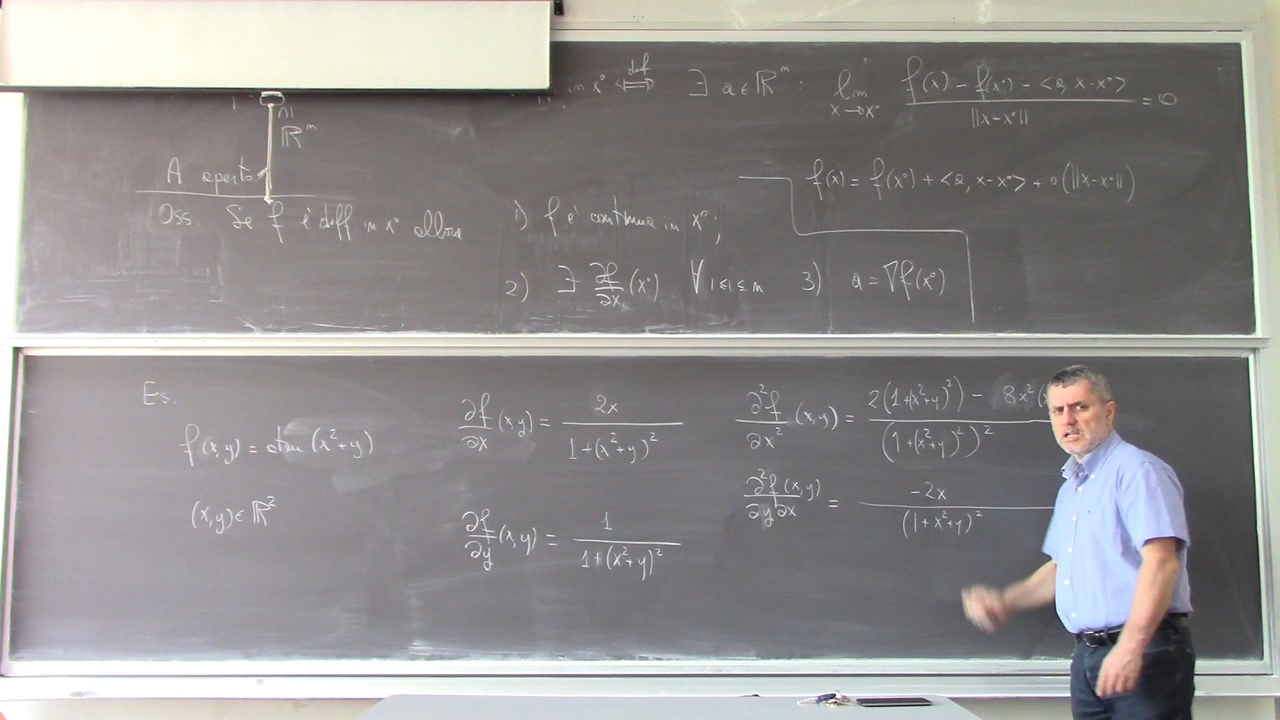 in x° ⇔def ∃ a ∈ ℝ^m : lim x→x° (f(x) - f(x°) - <a, x-x°>) / ||x-x°|| = 0
ℝ^m
A aperto
f(x) = f(x°) + <a, x-x°> + o(||x-x°||)
Oss. Se f è diff in x° allora 1) f è continua in x°;
2) ∃ ∂f/∂x_i (x°) ∀ 1≤i≤m 3) a = ∇f(x°)
Es.
f(x,y) = atan (x²+y)
(x,y) ∈ ℝ²
∂f/∂x (x,y) = 2x / (1+(x²+y)²)
∂f/∂y (x,y) = 1 / (1+(x²+y)²)
∂²f/∂x² (x,y) = (2(1+(x²+y)²) - 8x²( / (1+(x²+y)²)²
∂²f(x,y)/∂y∂x = -2x / (1+x²+y)²